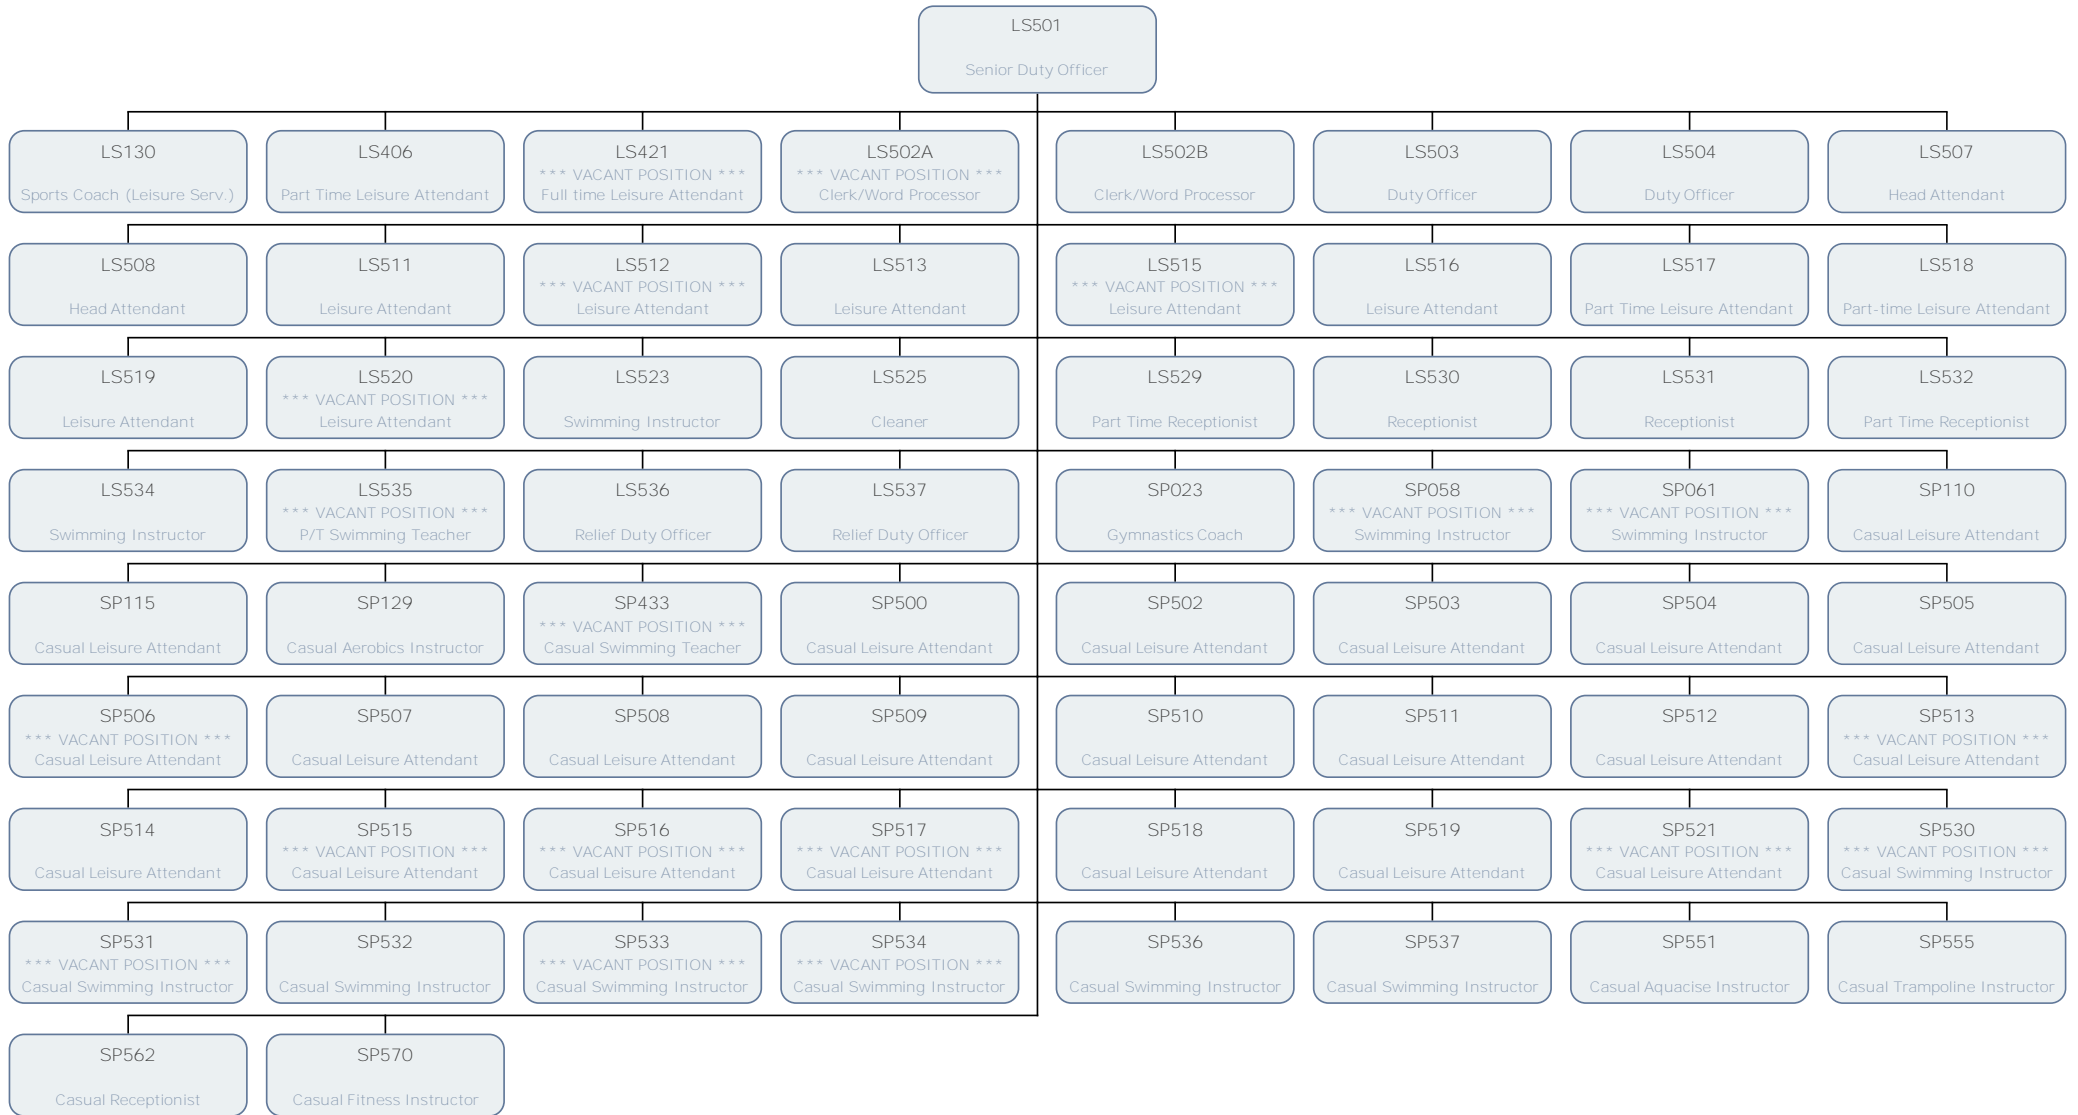 LS501
Senior Duty Officer
LS130
Sports Coach (Leisure Serv.)
LS406
Part Time Leisure Attendant
LS421
*** VACANT POSITION ***
Full time Leisure Attendant
LS502A
*** VACANT POSITION ***
Clerk/Word Processor
LS502B
Clerk/Word Processor
LS503
Duty Officer
LS504
Duty Officer
LS507
Head Attendant
LS508
Head Attendant
LS511
Leisure Attendant
LS512
*** VACANT POSITION ***
Leisure Attendant
LS513
Leisure Attendant
LS515
*** VACANT POSITION ***
Leisure Attendant
LS516
Leisure Attendant
LS517
Part Time Leisure Attendant
LS518
Part-time Leisure Attendant
LS519
Leisure Attendant
LS520
*** VACANT POSITION ***
Leisure Attendant
LS523
Swimming Instructor
LS525
Cleaner
LS529
Part Time Receptionist
LS530
Receptionist
LS531
Receptionist
LS532
Part Time Receptionist
LS534
Swimming Instructor
LS535
*** VACANT POSITION ***
P/T Swimming Teacher
LS536
Relief Duty Officer
LS537
Relief Duty Officer
SP023
Gymnastics Coach
SP058
*** VACANT POSITION ***
Swimming Instructor
SP061
*** VACANT POSITION ***
Swimming Instructor
SP110
Casual Leisure Attendant
SP115
Casual Leisure Attendant
SP129
Casual Aerobics Instructor
SP433
*** VACANT POSITION ***
Casual Swimming Teacher
SP500
Casual Leisure Attendant
SP502
Casual Leisure Attendant
SP503
Casual Leisure Attendant
SP504
Casual Leisure Attendant
SP505
Casual Leisure Attendant
SP506
*** VACANT POSITION ***
Casual Leisure Attendant
SP507
Casual Leisure Attendant
SP508
Casual Leisure Attendant
SP509
Casual Leisure Attendant
SP510
Casual Leisure Attendant
SP511
Casual Leisure Attendant
SP512
Casual Leisure Attendant
SP513
*** VACANT POSITION ***
Casual Leisure Attendant
SP514
Casual Leisure Attendant
SP515
*** VACANT POSITION ***
Casual Leisure Attendant
SP516
*** VACANT POSITION ***
Casual Leisure Attendant
SP517
*** VACANT POSITION ***
Casual Leisure Attendant
SP518
Casual Leisure Attendant
SP519
Casual Leisure Attendant
SP521
*** VACANT POSITION ***
Casual Leisure Attendant
SP530
*** VACANT POSITION ***
Casual Swimming Instructor
SP531
*** VACANT POSITION ***
Casual Swimming Instructor
SP532
Casual Swimming Instructor
SP533
*** VACANT POSITION ***
Casual Swimming Instructor
SP534
*** VACANT POSITION ***
Casual Swimming Instructor
SP536
Casual Swimming Instructor
SP537
Casual Swimming Instructor
SP551
Casual Aquacise Instructor
SP555
Casual Trampoline Instructor
SP562
Casual Receptionist
SP570
Casual Fitness Instructor